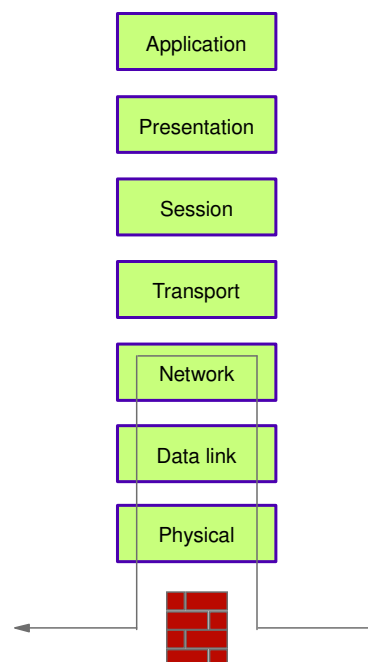 Application
Presentation
Session
Transport
Network
Data link
Physical